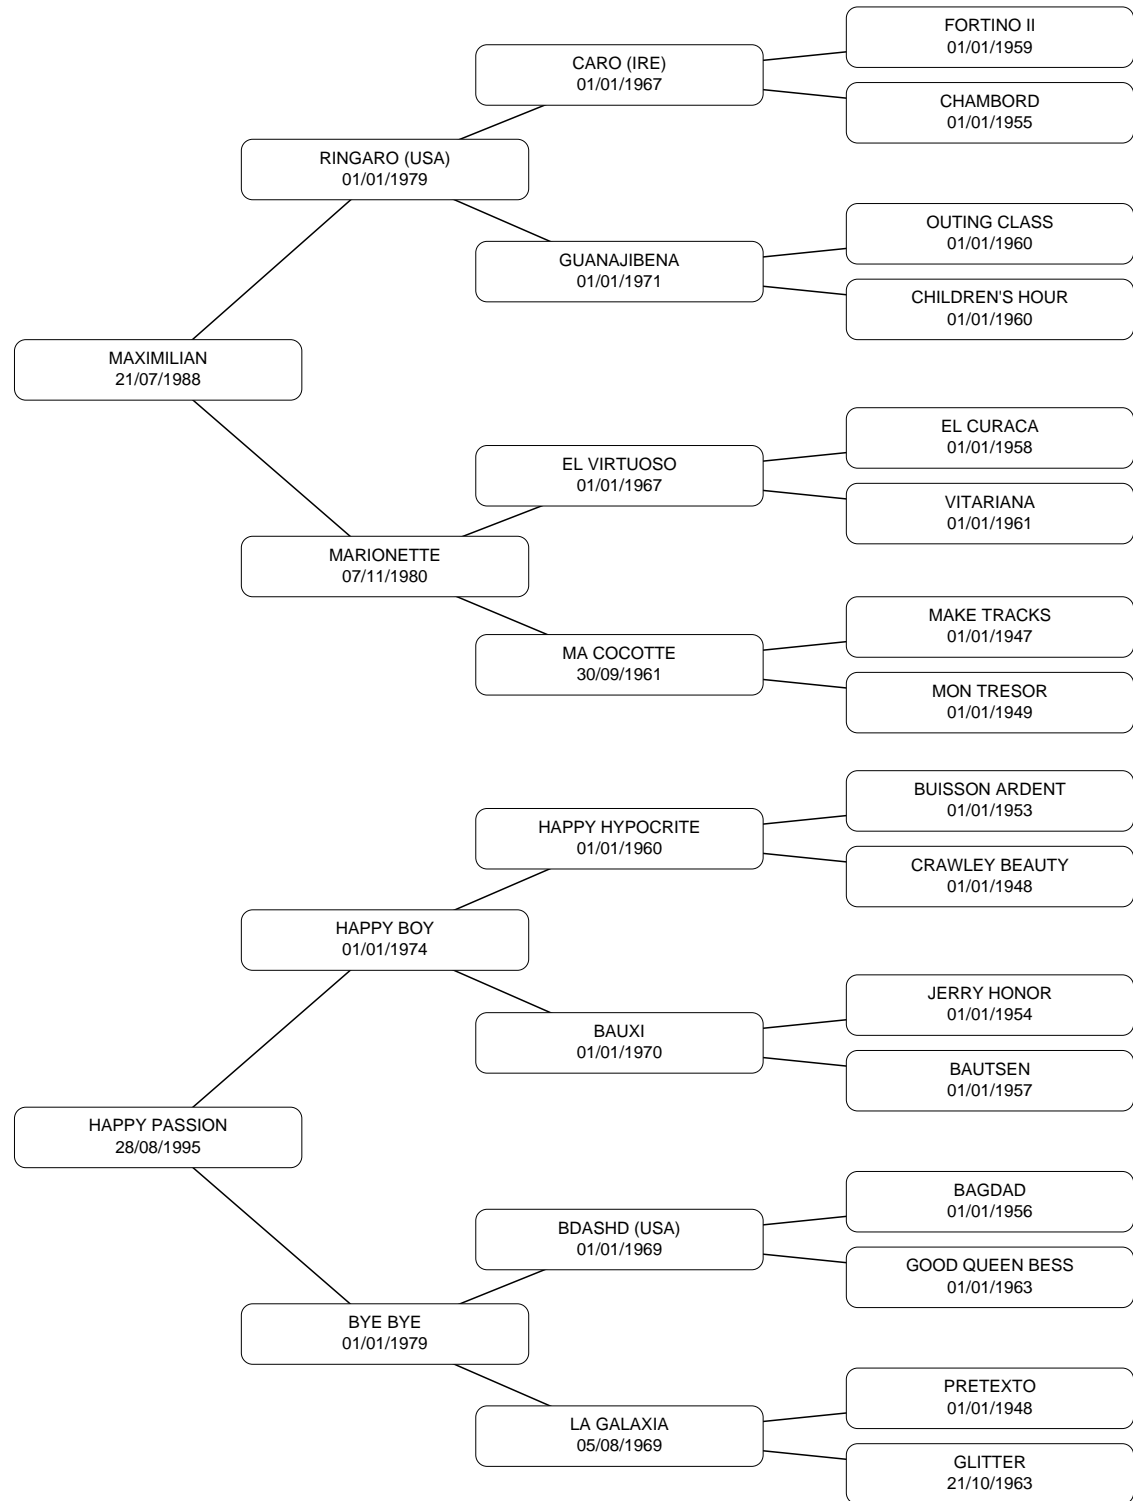 FORTINO II
01/01/1959
CARO (IRE)
01/01/1967
CHAMBORD
01/01/1955
RINGARO (USA)
01/01/1979
OUTING CLASS
01/01/1960
GUANAJIBENA
01/01/1971
CHILDREN'S HOUR
01/01/1960
MAXIMILIAN
21/07/1988
EL CURACA
01/01/1958
EL VIRTUOSO
01/01/1967
VITARIANA
01/01/1961
MARIONETTE
07/11/1980
MAKE TRACKS
01/01/1947
MA COCOTTE
30/09/1961
MON TRESOR
01/01/1949
BUISSON ARDENT
01/01/1953
HAPPY HYPOCRITE
01/01/1960
CRAWLEY BEAUTY
01/01/1948
HAPPY BOY
01/01/1974
JERRY HONOR
01/01/1954
BAUXI
01/01/1970
BAUTSEN
01/01/1957
HAPPY PASSION
28/08/1995
BAGDAD
01/01/1956
BDASHD (USA)
01/01/1969
GOOD QUEEN BESS
01/01/1963
BYE BYE
01/01/1979
PRETEXTO
01/01/1948
LA GALAXIA
05/08/1969
GLITTER
21/10/1963